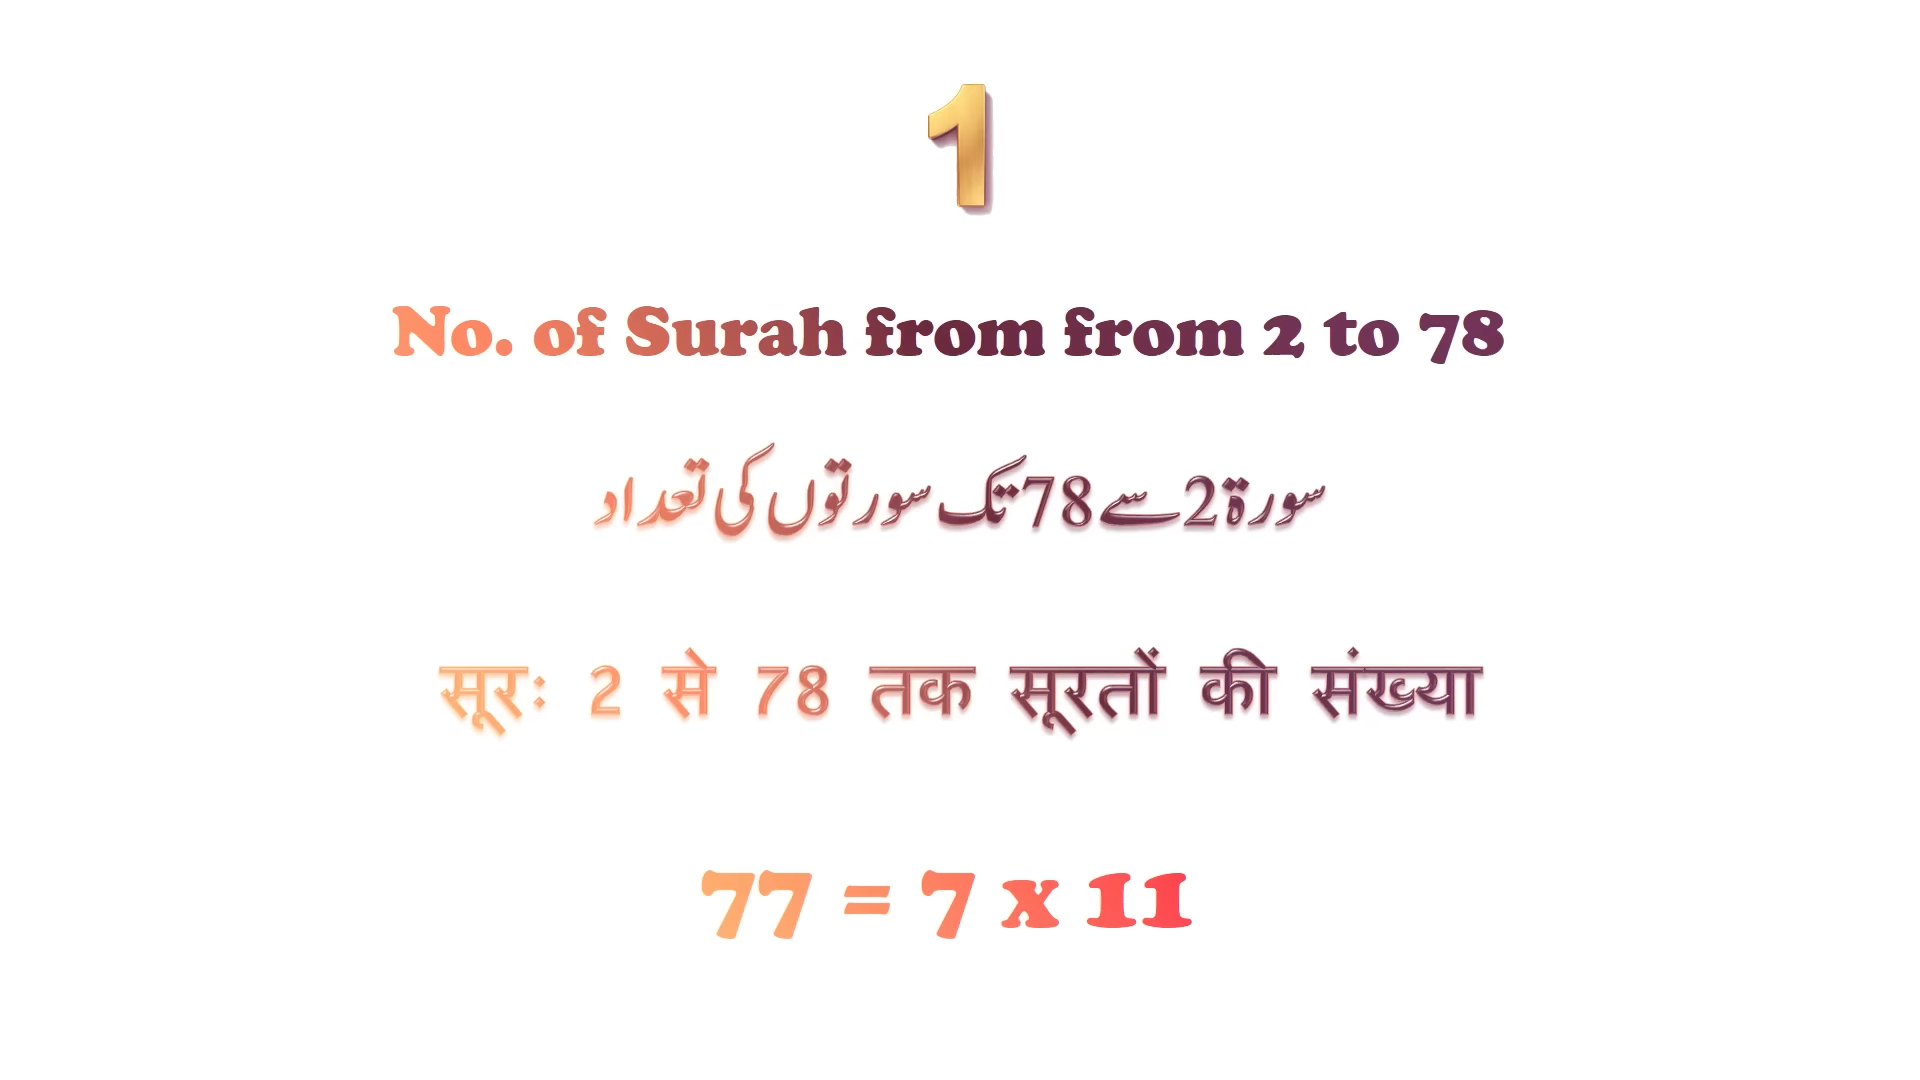 1
No. of Surah from from 2 to 78
سورۃ 2 سے 78 تک سورتوں کی تعداد
सूरः 2 से 78 तक सूरतों की संख्या
77 = 7 x 11